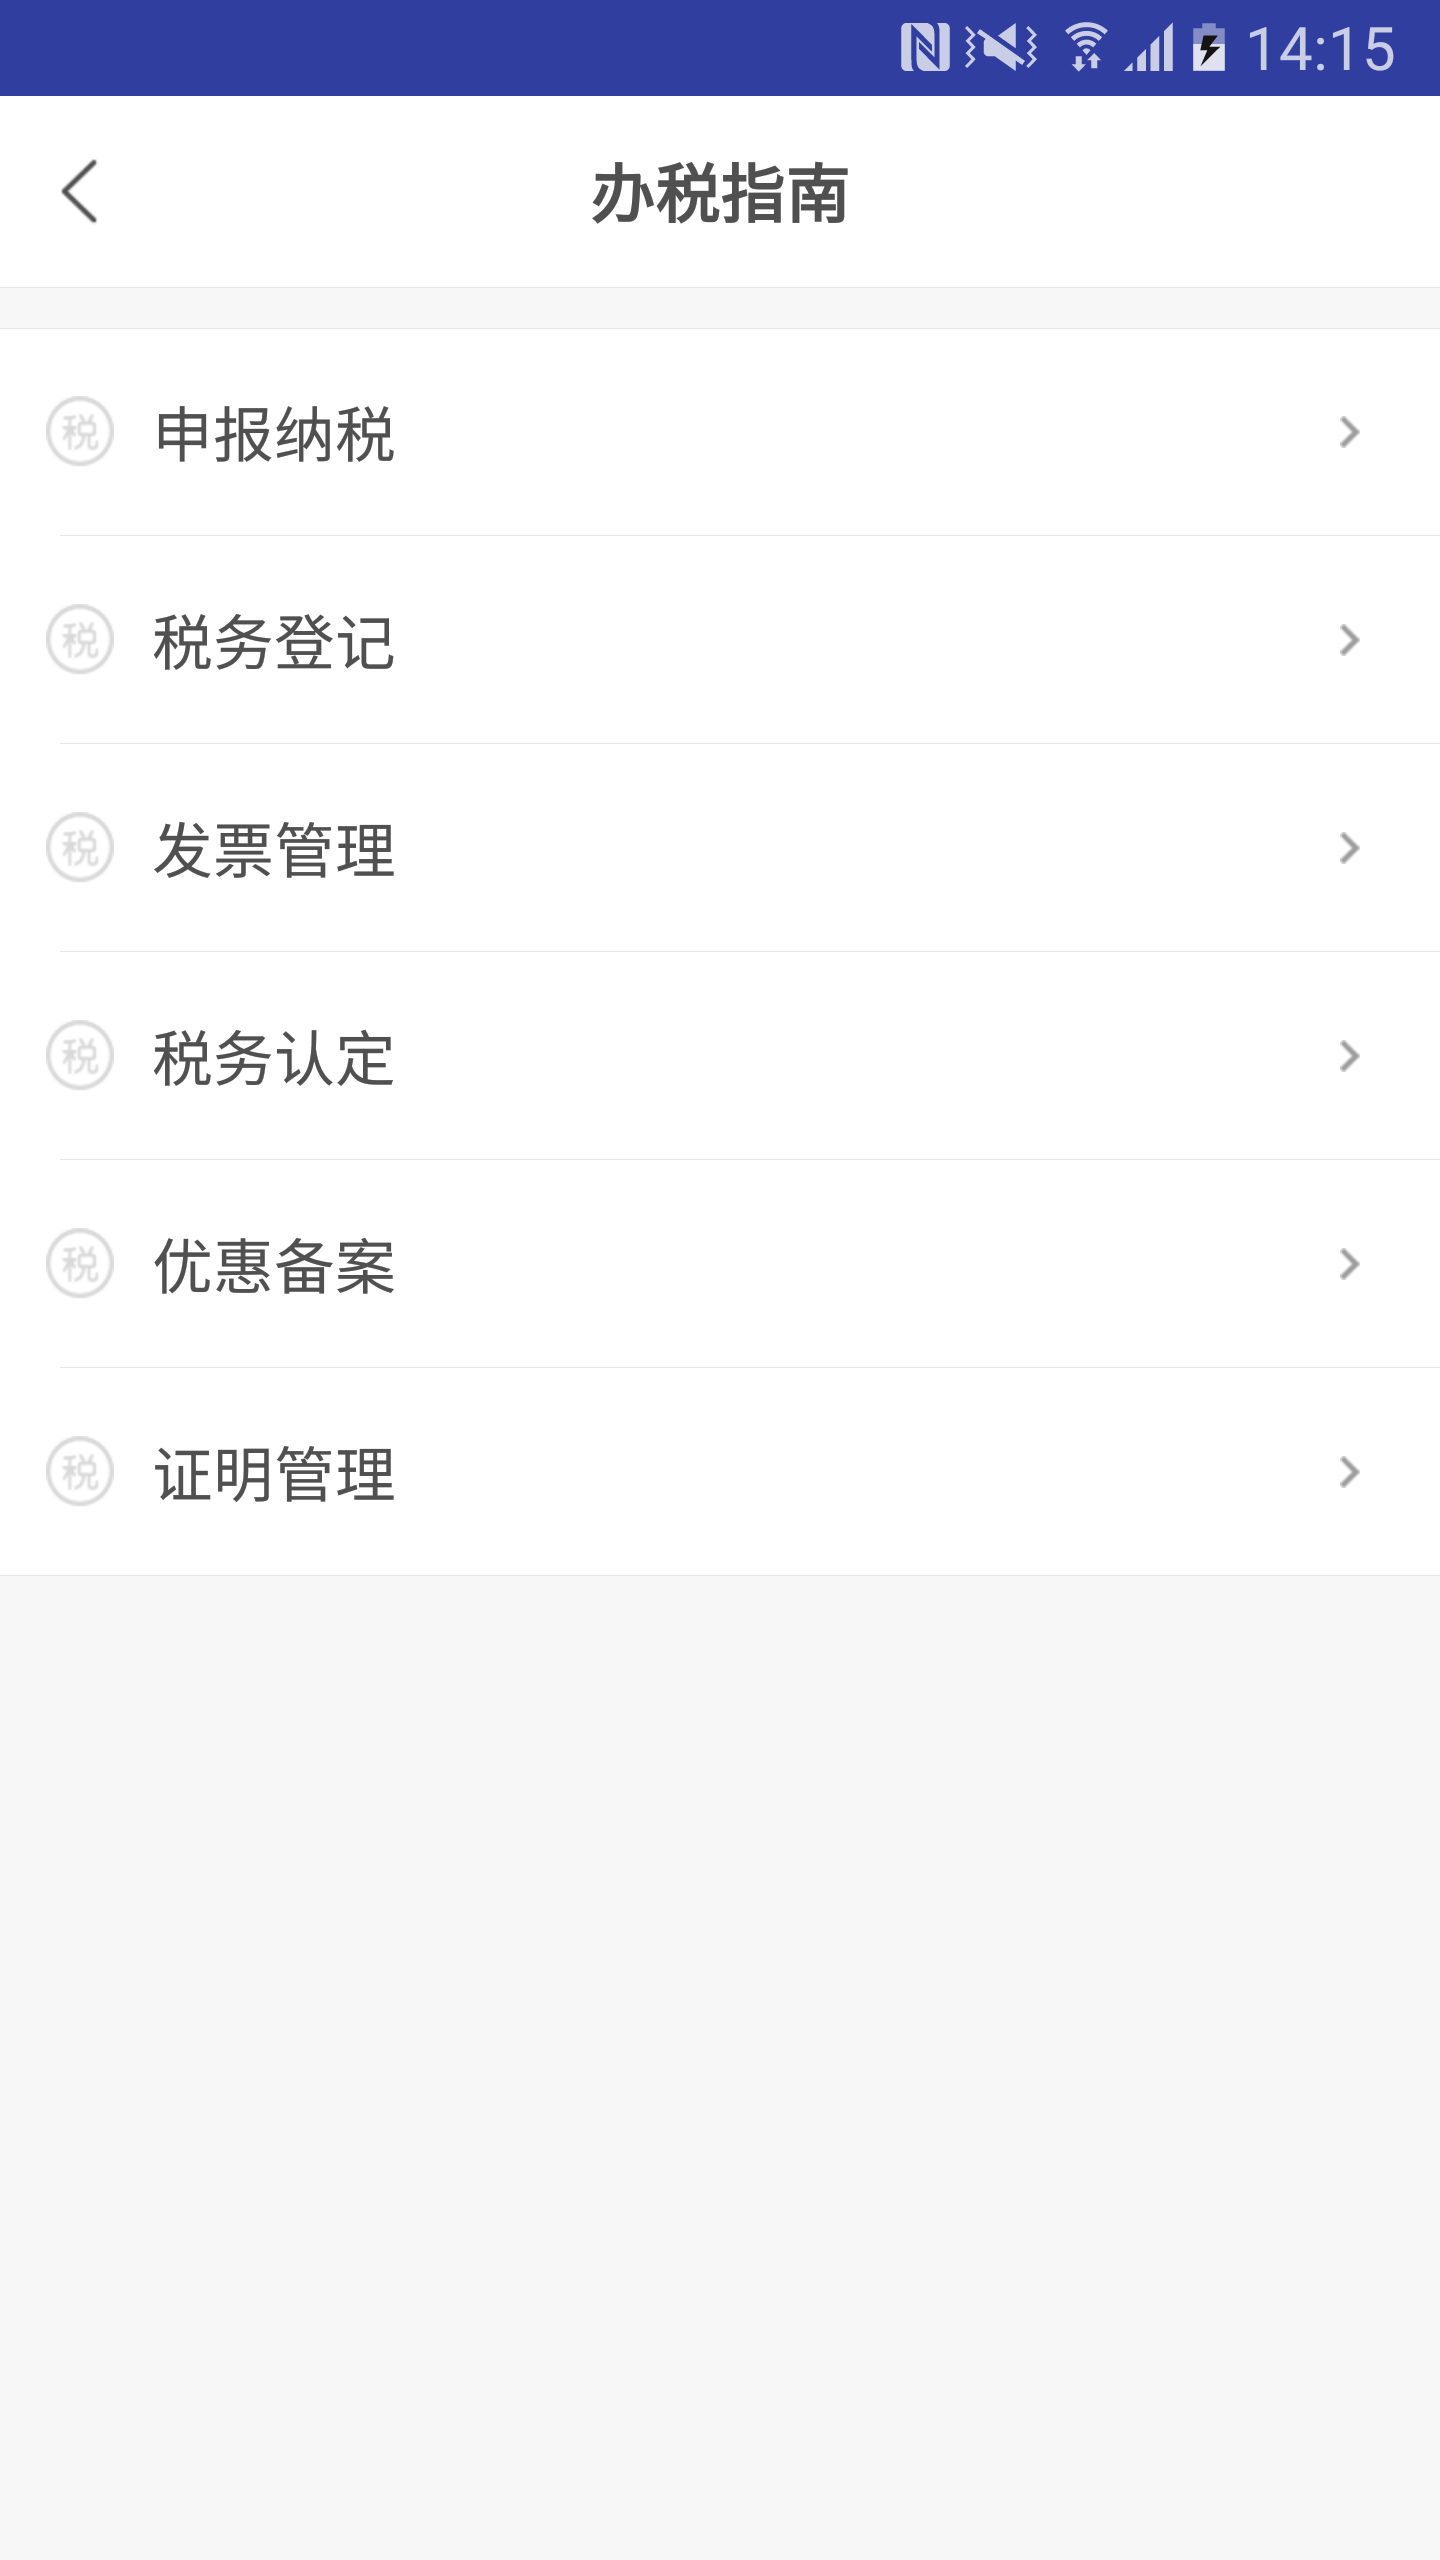 14:15
办税指南
税 申报纳税
税 税务登记
税 发票管理
税 税务认定
税 优惠备案
税 证明管理